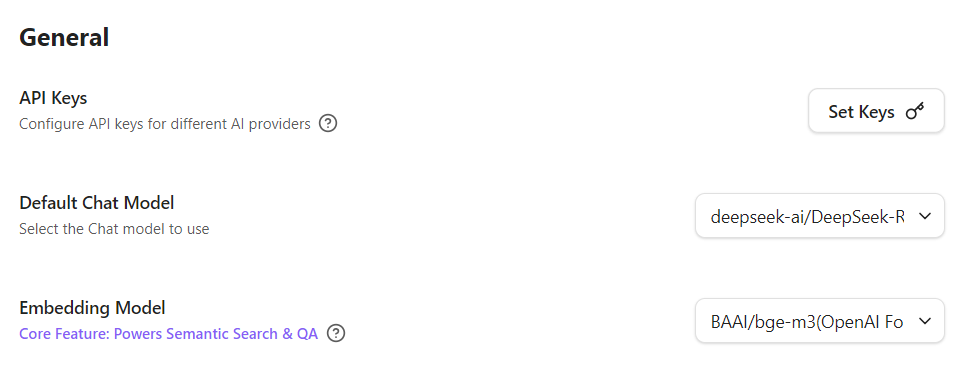 General
API Keys
Configure API keys for different AI providers
Set Keys
Default Chat Model
Select the Chat model to use
deepseek-ai/DeepSeek-R
Embedding Model
Core Feature: Powers Semantic Search & QA
BAAI/bge-m3(OpenAI Fo